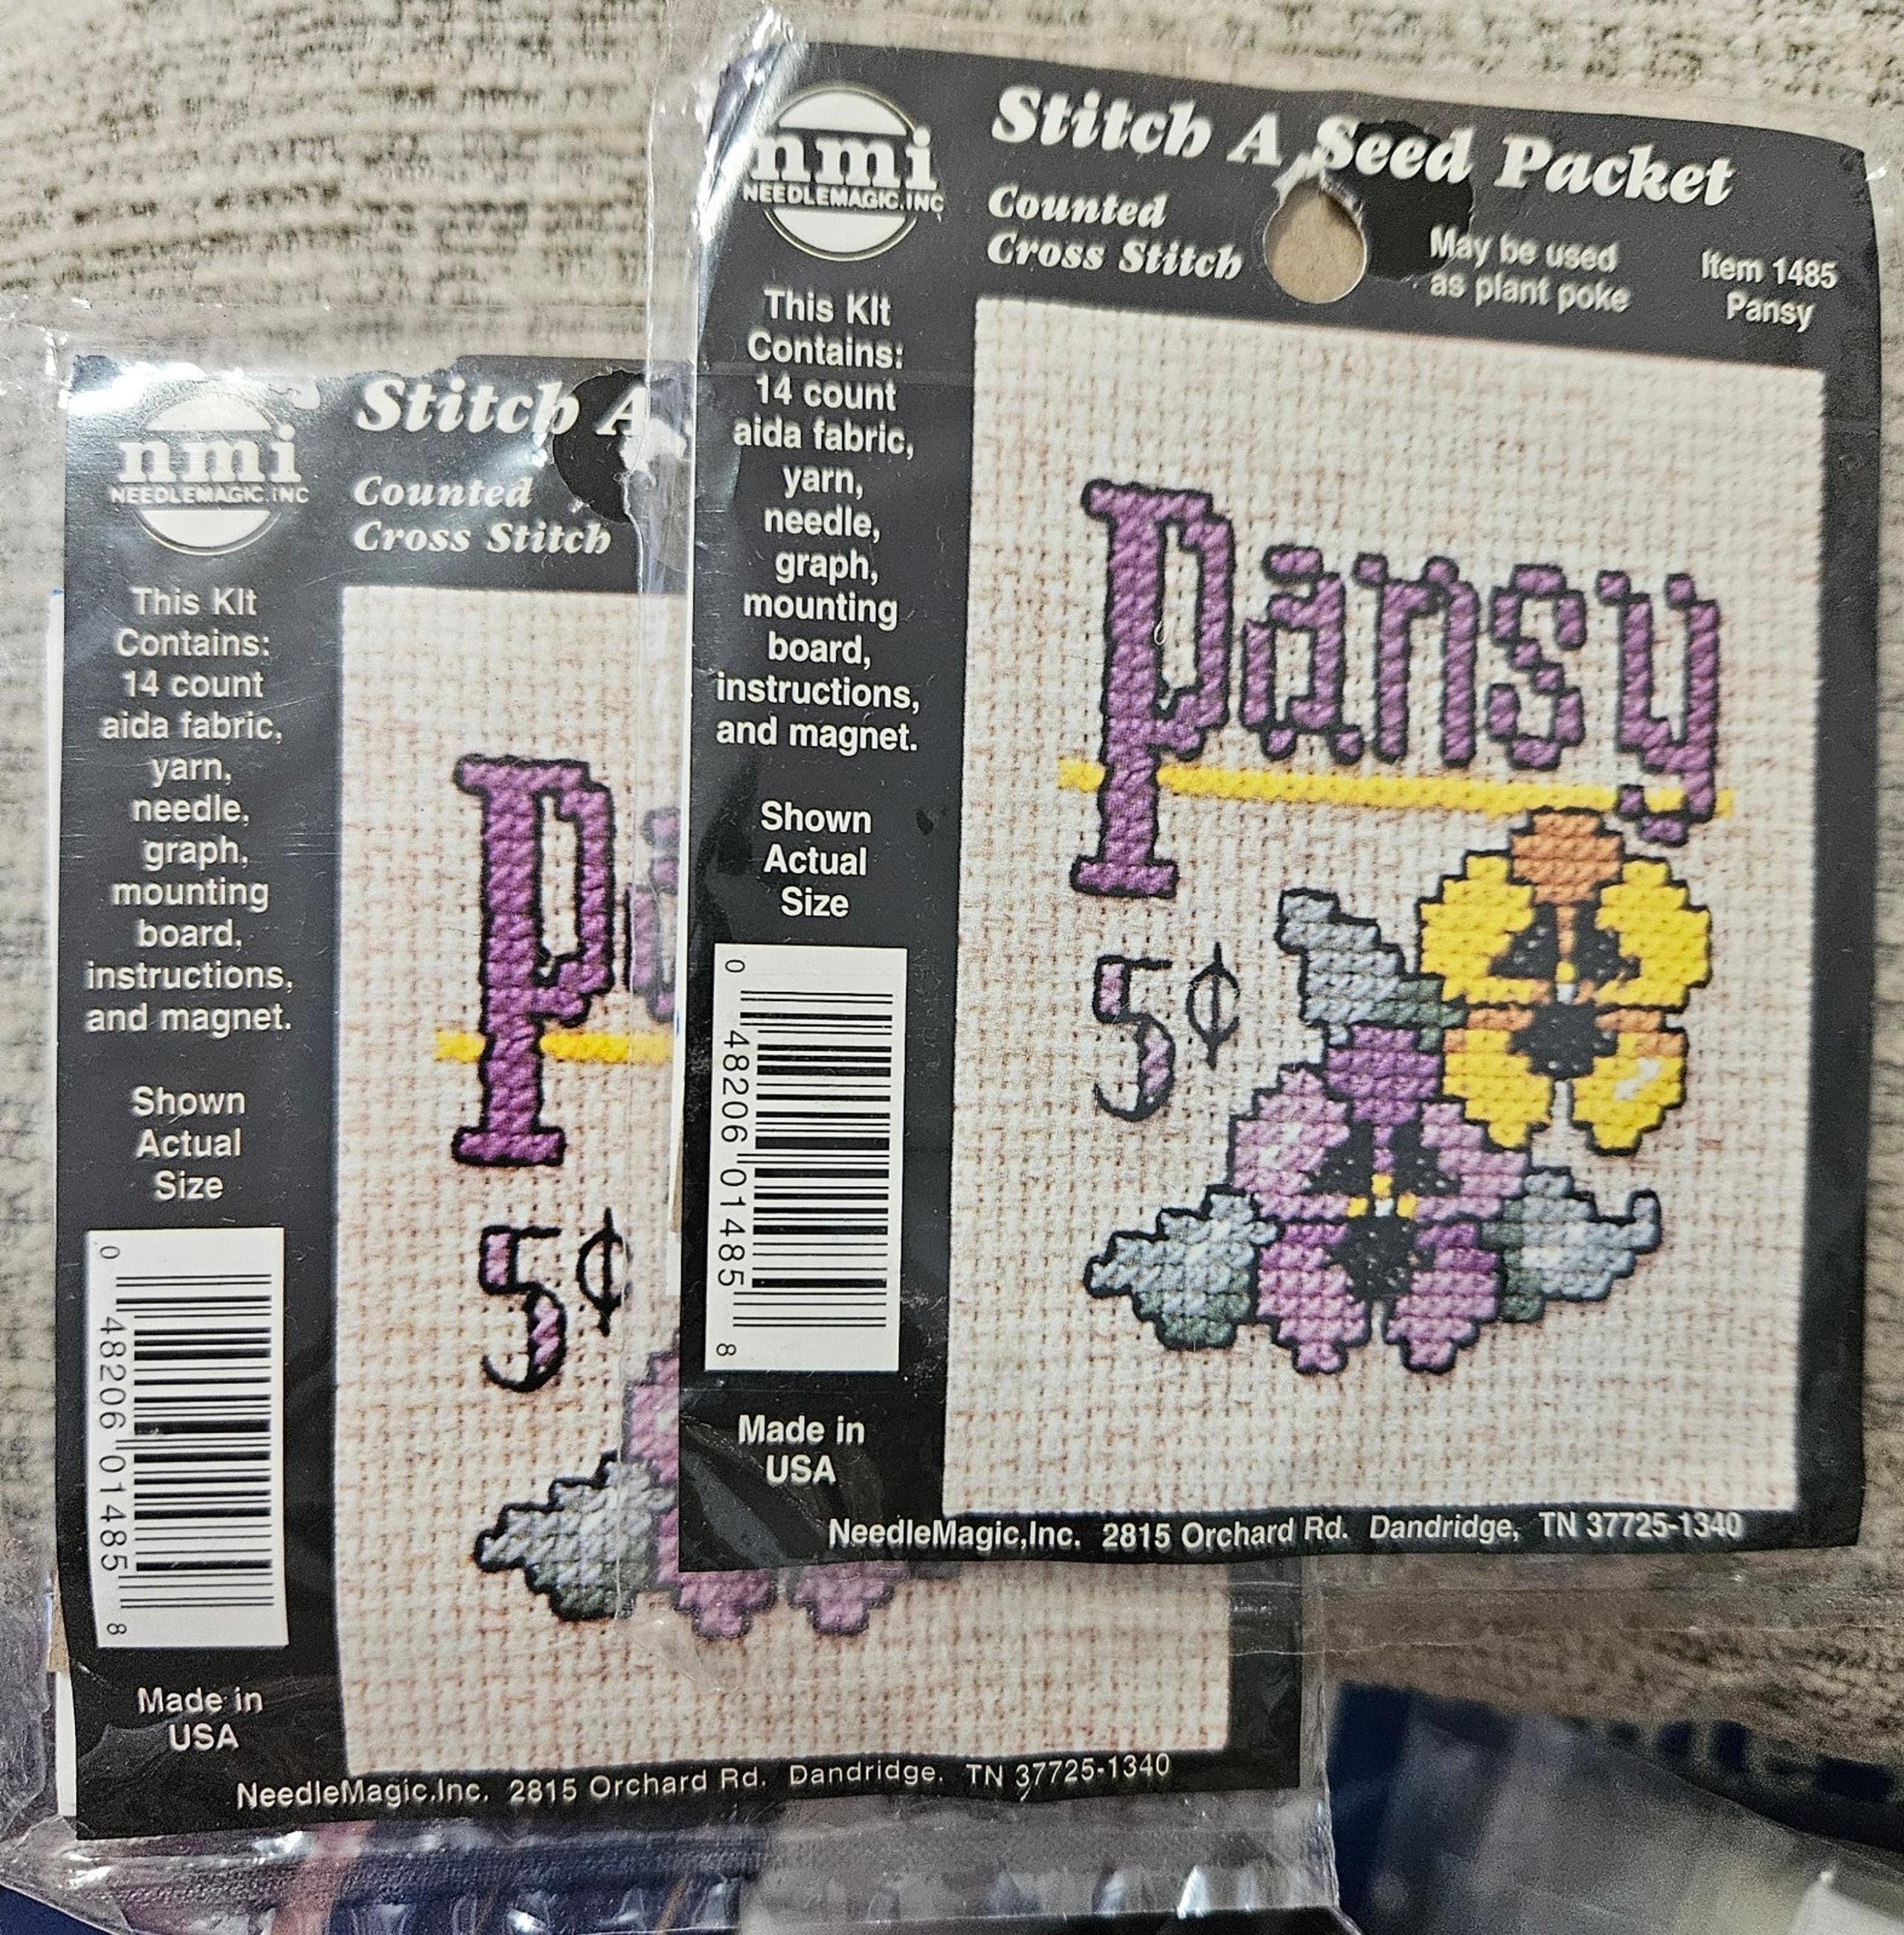 nmi
NEEDLEMAGIC.INC
Stitch A Seed Packet
Counted
Cross Stitch
May be used
as plant poke
Item 1485
Pansy
This KIt
Contains:
14 count
aida fabric,
yarn,
needle,
graph,
mounting
board,
instructions,
and magnet.
Shown
Actual
Size
0 48206 01485 8
Made in
USA
Pansy
5¢
NeedleMagic,Inc. 2815 Orchard Rd. Dandridge, TN 37725-1340
nmi
NEEDLEMAGIC.INC
Stitch A
Counted
Cross Stitch
This KIt
Contains:
14 count
aida fabric,
yarn,
needle,
graph,
mounting
board,
instructions,
and magnet.
Shown
Actual
Size
0 48206 01485 8
Made in
USA
Pa
5¢
NeedleMagic,Inc. 2815 Orchard Rd. Dandridge, TN 37725-1340